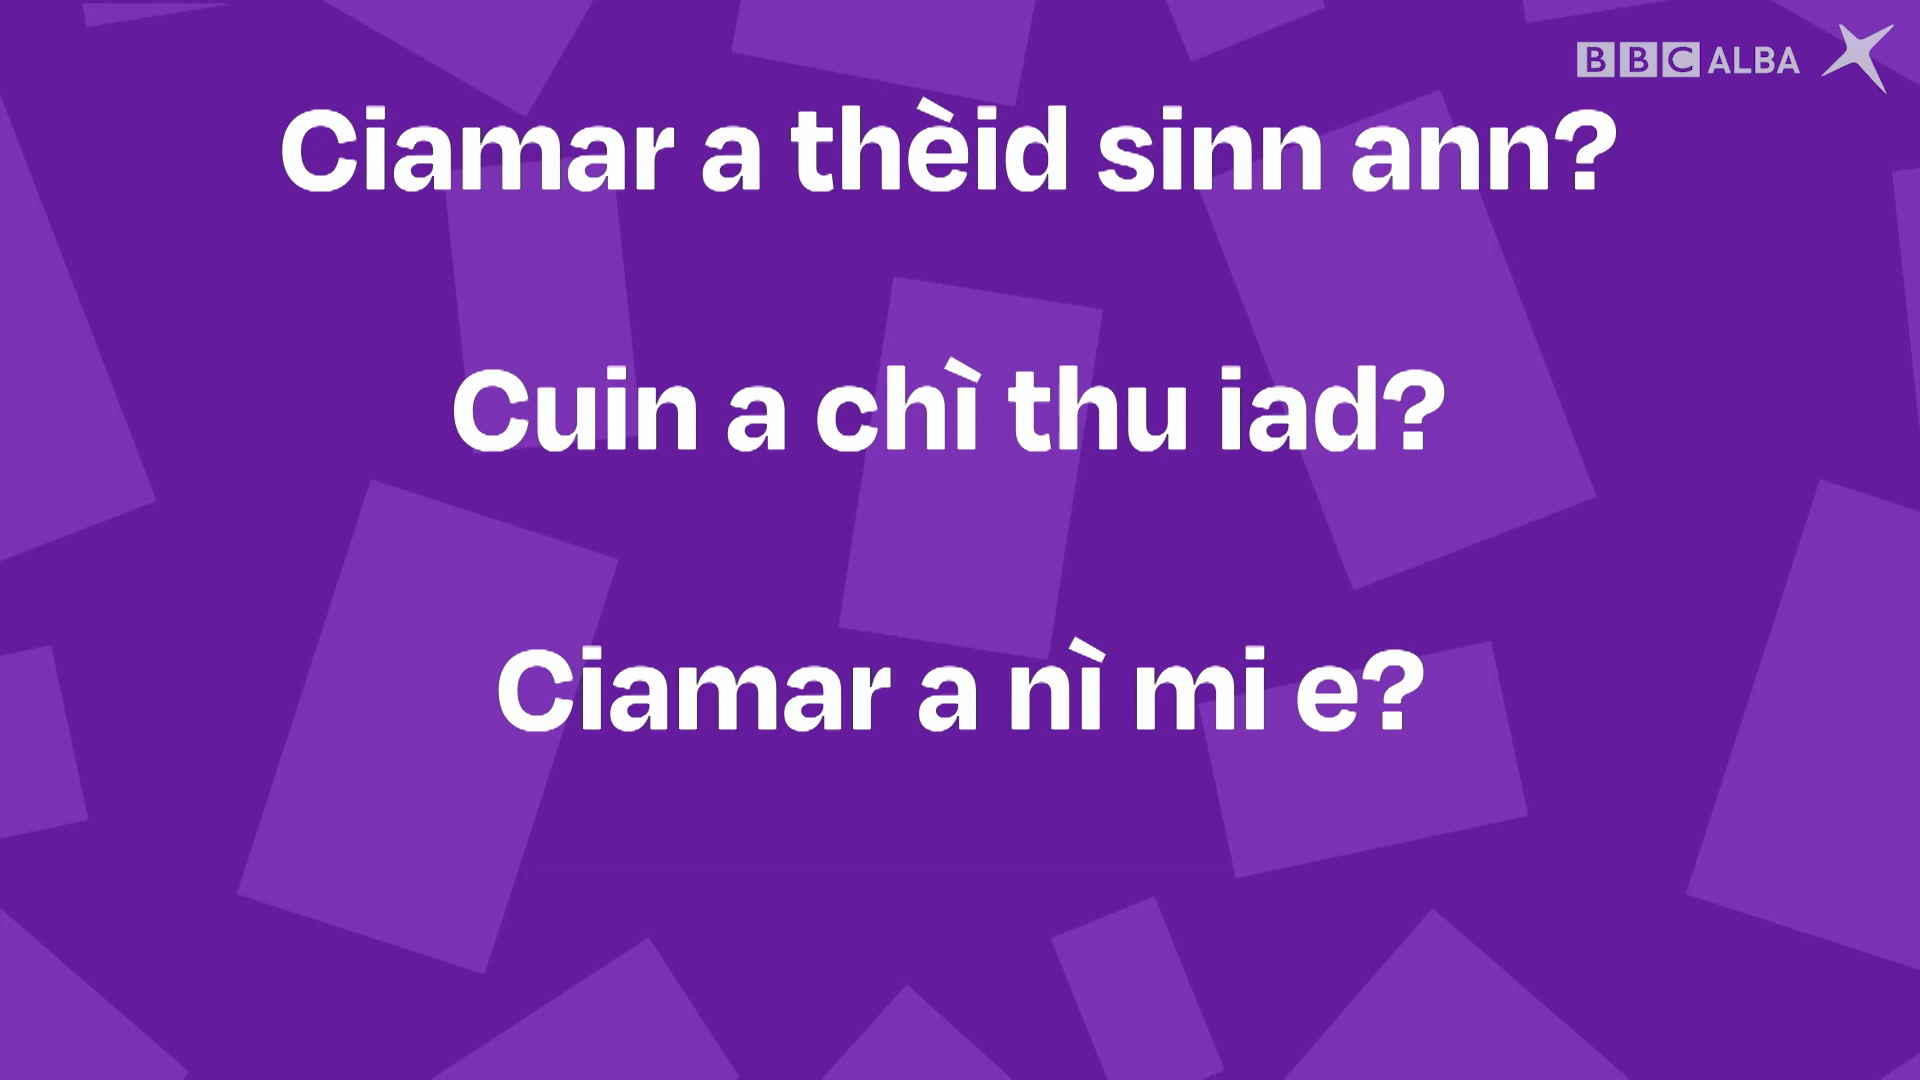 BBC ALBA
Ciamar a thèid sinn ann?
Cuin a chì thu iad?
Ciamar a nì mi e?